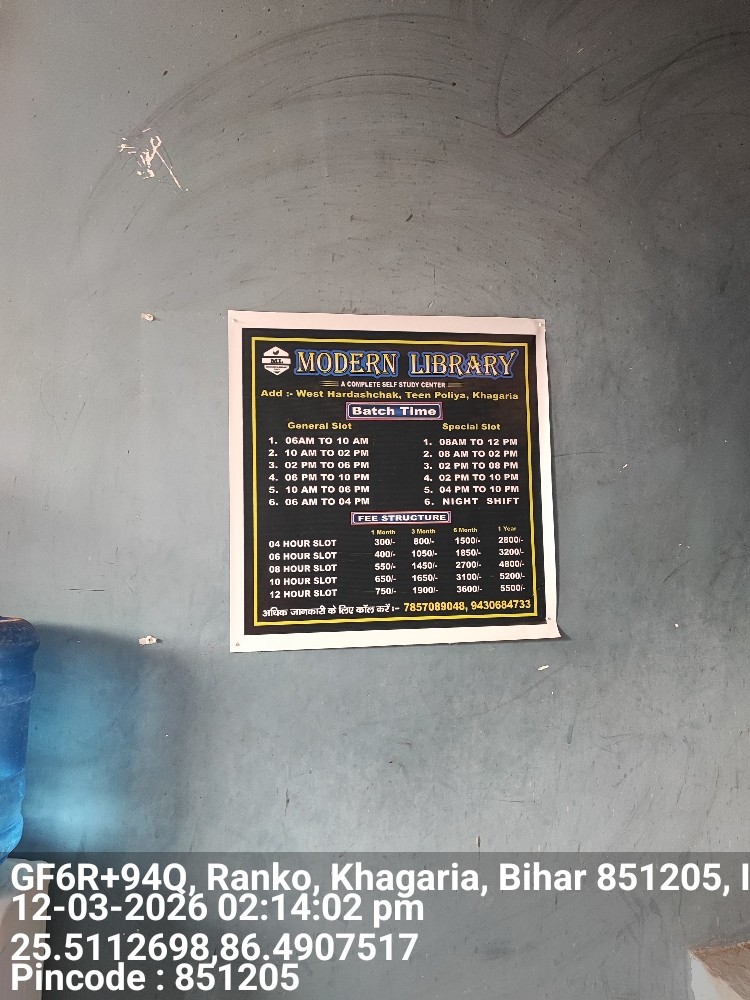 ML
MODERN LIBRARY
A COMPLETE SELF STUDY CENTER
Add :- West Hardashchak, Teen Poliya, Khagaria
Batch Time
General Slot
1. 06AM TO 10 AM
2. 10 AM TO 02 PM
3. 02 PM TO 06 PM
4. 06 PM TO 10 PM
5. 10 AM TO 06 PM
6. 06 AM TO 04 PM
Special Slot
1. 08AM TO 12 PM
2. 08 AM TO 02 PM
3. 02 PM TO 08 PM
4. 02 PM TO 10 PM
5. 04 PM TO 10 PM
6. NIGHT SHIFT
FEE STRUCTURE
1 Month 3 Month 6 Month 1 Year
04 HOUR SLOT 300/- 800/- 1500/- 2800/-
06 HOUR SLOT 400/- 1050/- 1850/- 3200/-
08 HOUR SLOT 550/- 1450/- 2700/- 4800/-
10 HOUR SLOT 650/- 1650/- 3100/- 5200/-
12 HOUR SLOT 750/- 1900/- 3600/- 5500/-
अधिक जानकारी के लिए कॉल करें :- 7857089048, 9430684733
GF6R+94Q, Ranko, Khagaria, Bihar 851205, I
12-03-2026 02:14:02 pm
25.5112698,86.4907517
Pincode : 851205